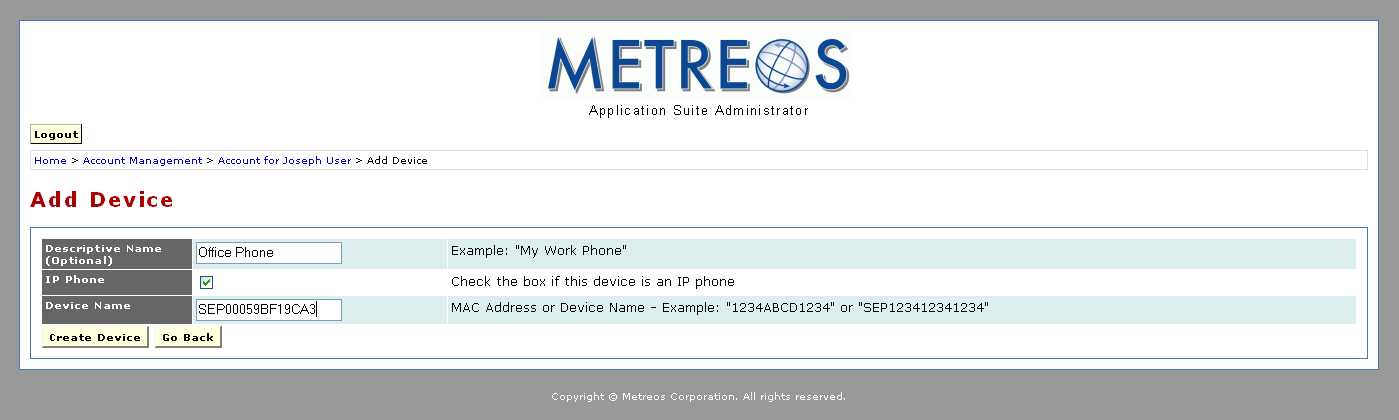 METREOS
Application Suite Administrator
Logout
Home > Account Management > Account for Joseph User > Add Device
Add Device
Descriptive Name
(Optional)
Office Phone
Example: "My Work Phone"
IP Phone
Check the box if this device is an IP phone
Device Name
SEP00059BF19CA3
MAC Address or Device Name – Example: "1234ABCD1234" or "SEP123412341234"
Create Device
Go Back
Copyright © Metreos Corporation. All rights reserved.